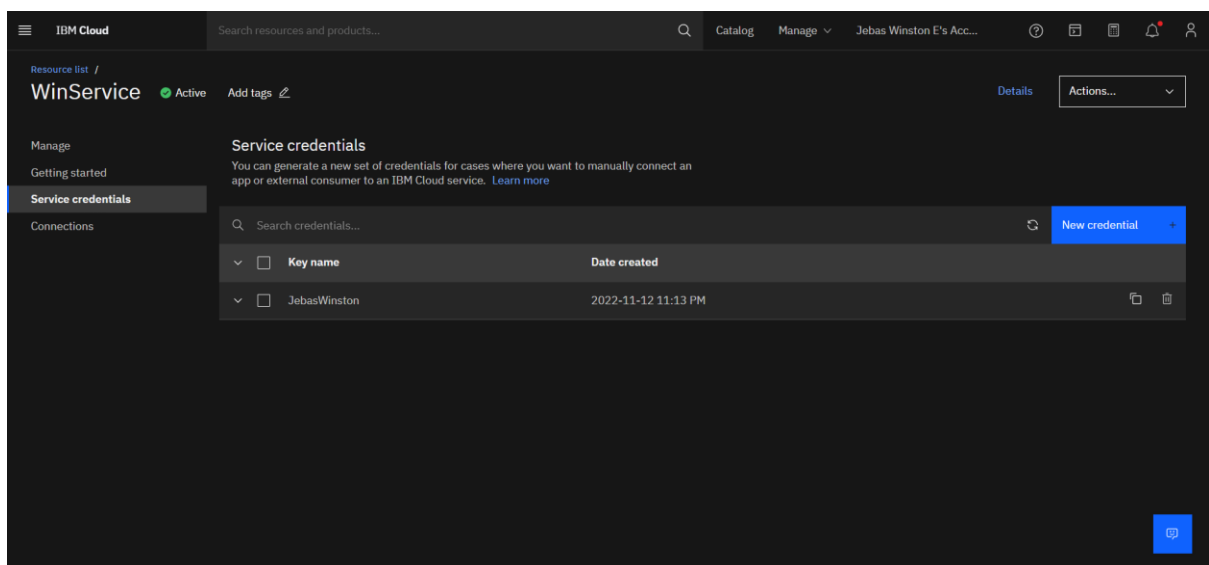 IBM Cloud
Search resources and products...
Catalog
Manage
Jebas Winston E's Acc...
Resource list /
WinService
Active
Add tags
Details
Actions...
Manage
Getting started
Service credentials
Connections
Service credentials
You can generate a new set of credentials for cases where you want to manually connect an
app or external consumer to an IBM Cloud service. Learn more
Search credentials...
New credential +
Key name
Date created
JebasWinston
2022-11-12 11:13 PM